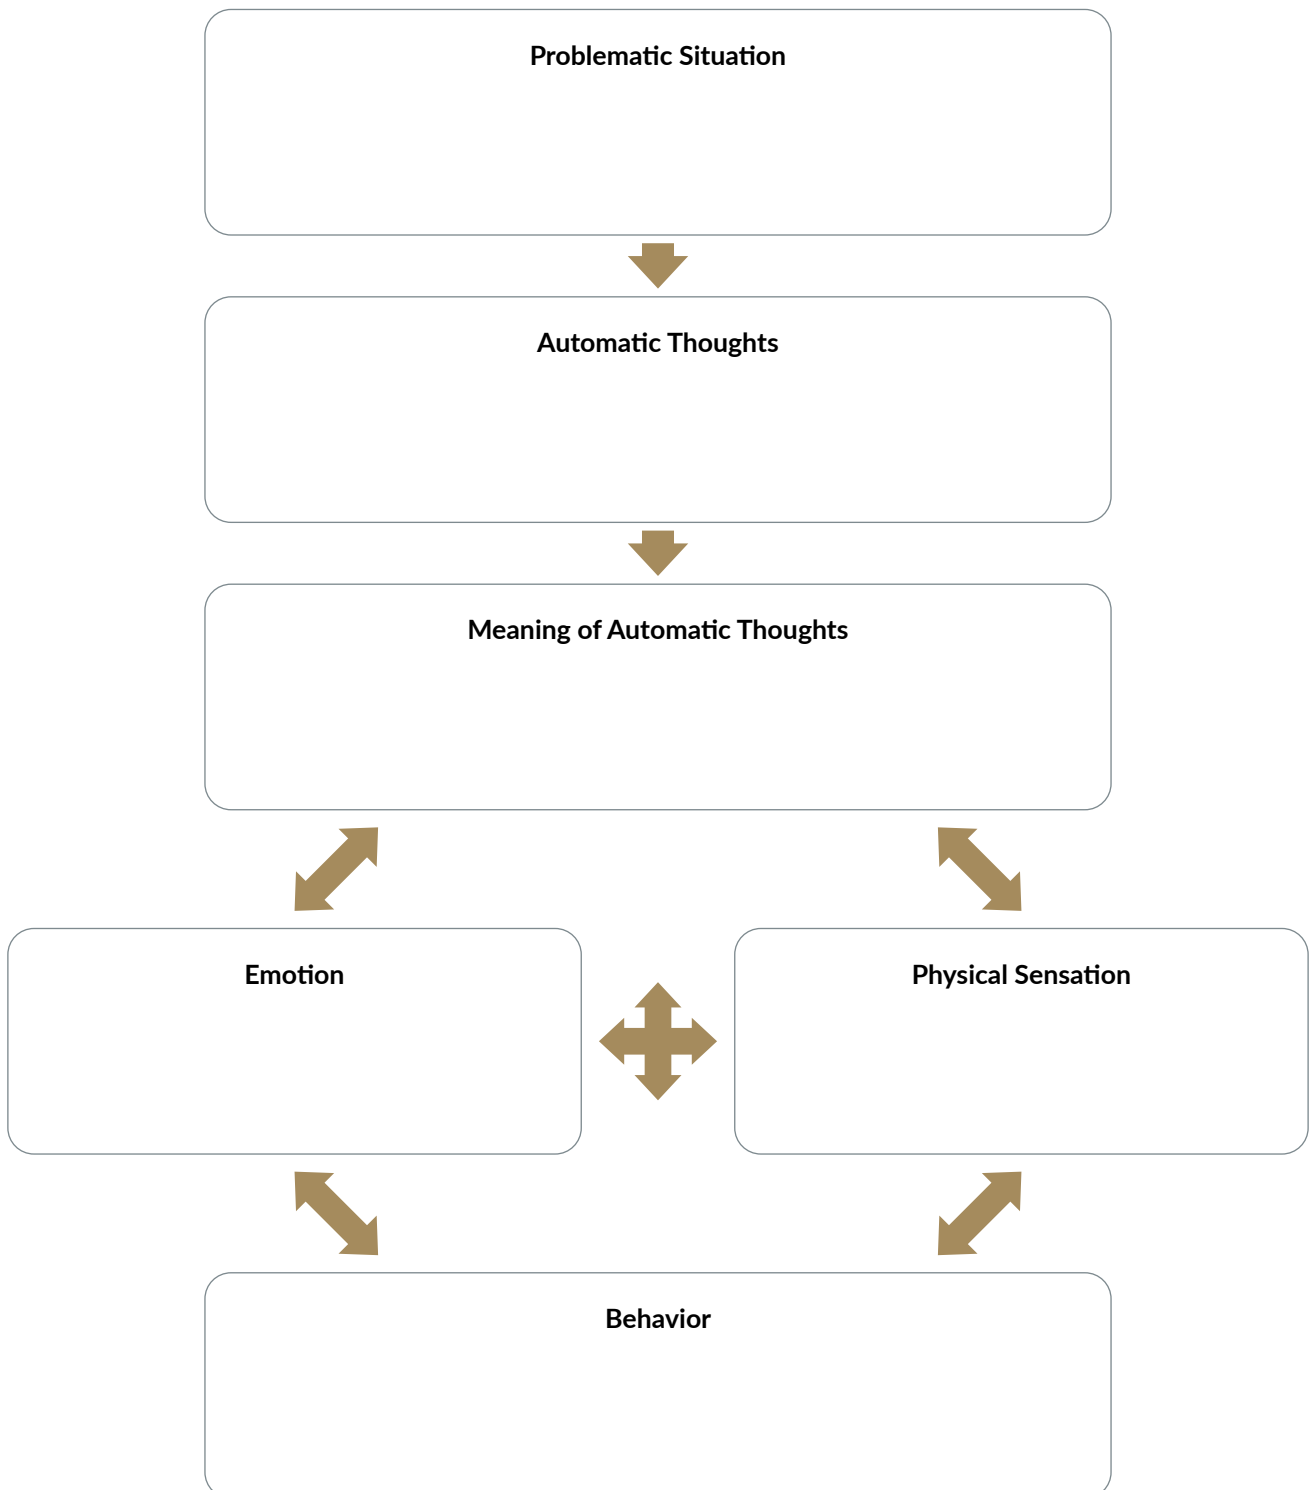 Problematic Situation
Automatic Thoughts
Meaning of Automatic Thoughts
Emotion
Physical Sensation
Behavior